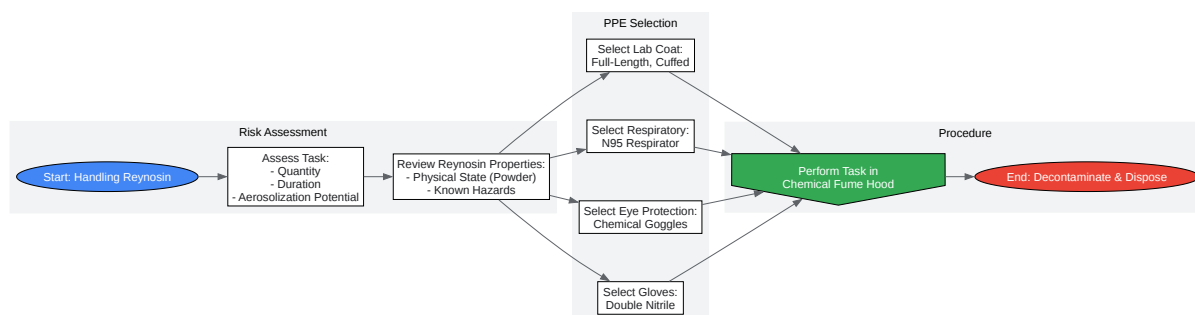 Risk Assessment
Start: Handling Reynosin
Assess Task:
- Quantity
- Duration
- Aerosolization Potential
Review Reynosin Properties:
- Physical State (Powder)
- Known Hazards
PPE Selection
Select Lab Coat:
Full-Length, Cuffed
Select Respiratory:
N95 Respirator
Select Eye Protection:
Chemical Goggles
Select Gloves:
Double Nitrile
Procedure
Perform Task in
Chemical Fume Hood
End: Decontaminate & Dispose